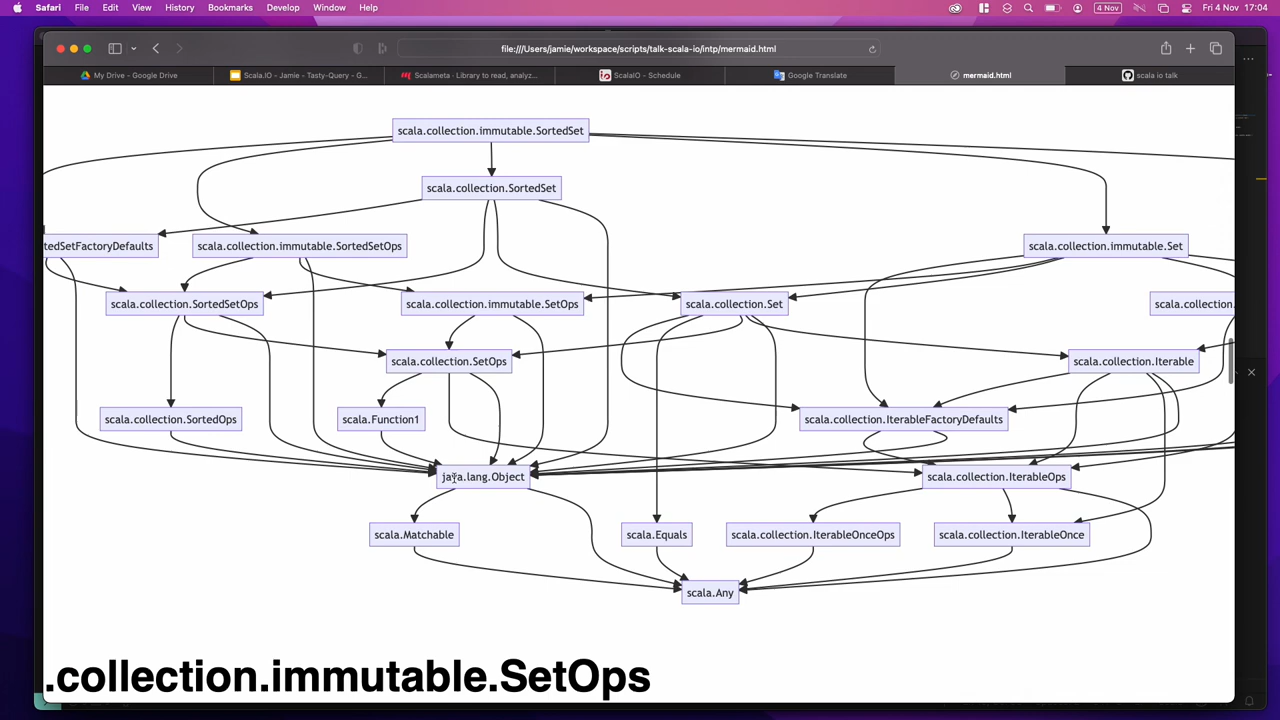 Safari File Edit View History Bookmarks Develop Window Help 4 Nov Fri 4 Nov 17:04
file:///Users/jamie/workspace/scripts/talk-scala-io/intp/mermaid.html
My Drive - Google Drive
Scala.IO - Jamie - Tasty-Query - G...
Scalameta · Library to read, analyz...
ScalaIO - Schedule
Google Translate
mermaid.html
scala io talk
scala.collection.immutable.SortedSet
scala.collection.SortedSet
tedSetFactoryDefaults
scala.collection.immutable.SortedSetOps
scala.collection.immutable.Set
scala.collection.SortedSetOps
scala.collection.immutable.SetOps
scala.collection.Set
scala.collection.
scala.collection.SetOps
scala.collection.Iterable
scala.collection.SortedOps
scala.Function1
scala.collection.IterableFactoryDefaults
java.lang.Object
scala.collection.IterableOps
scala.Matchable
scala.Equals
scala.collection.IterableOnceOps
scala.collection.IterableOnce
scala.Any
.collection.immutable.SetOps